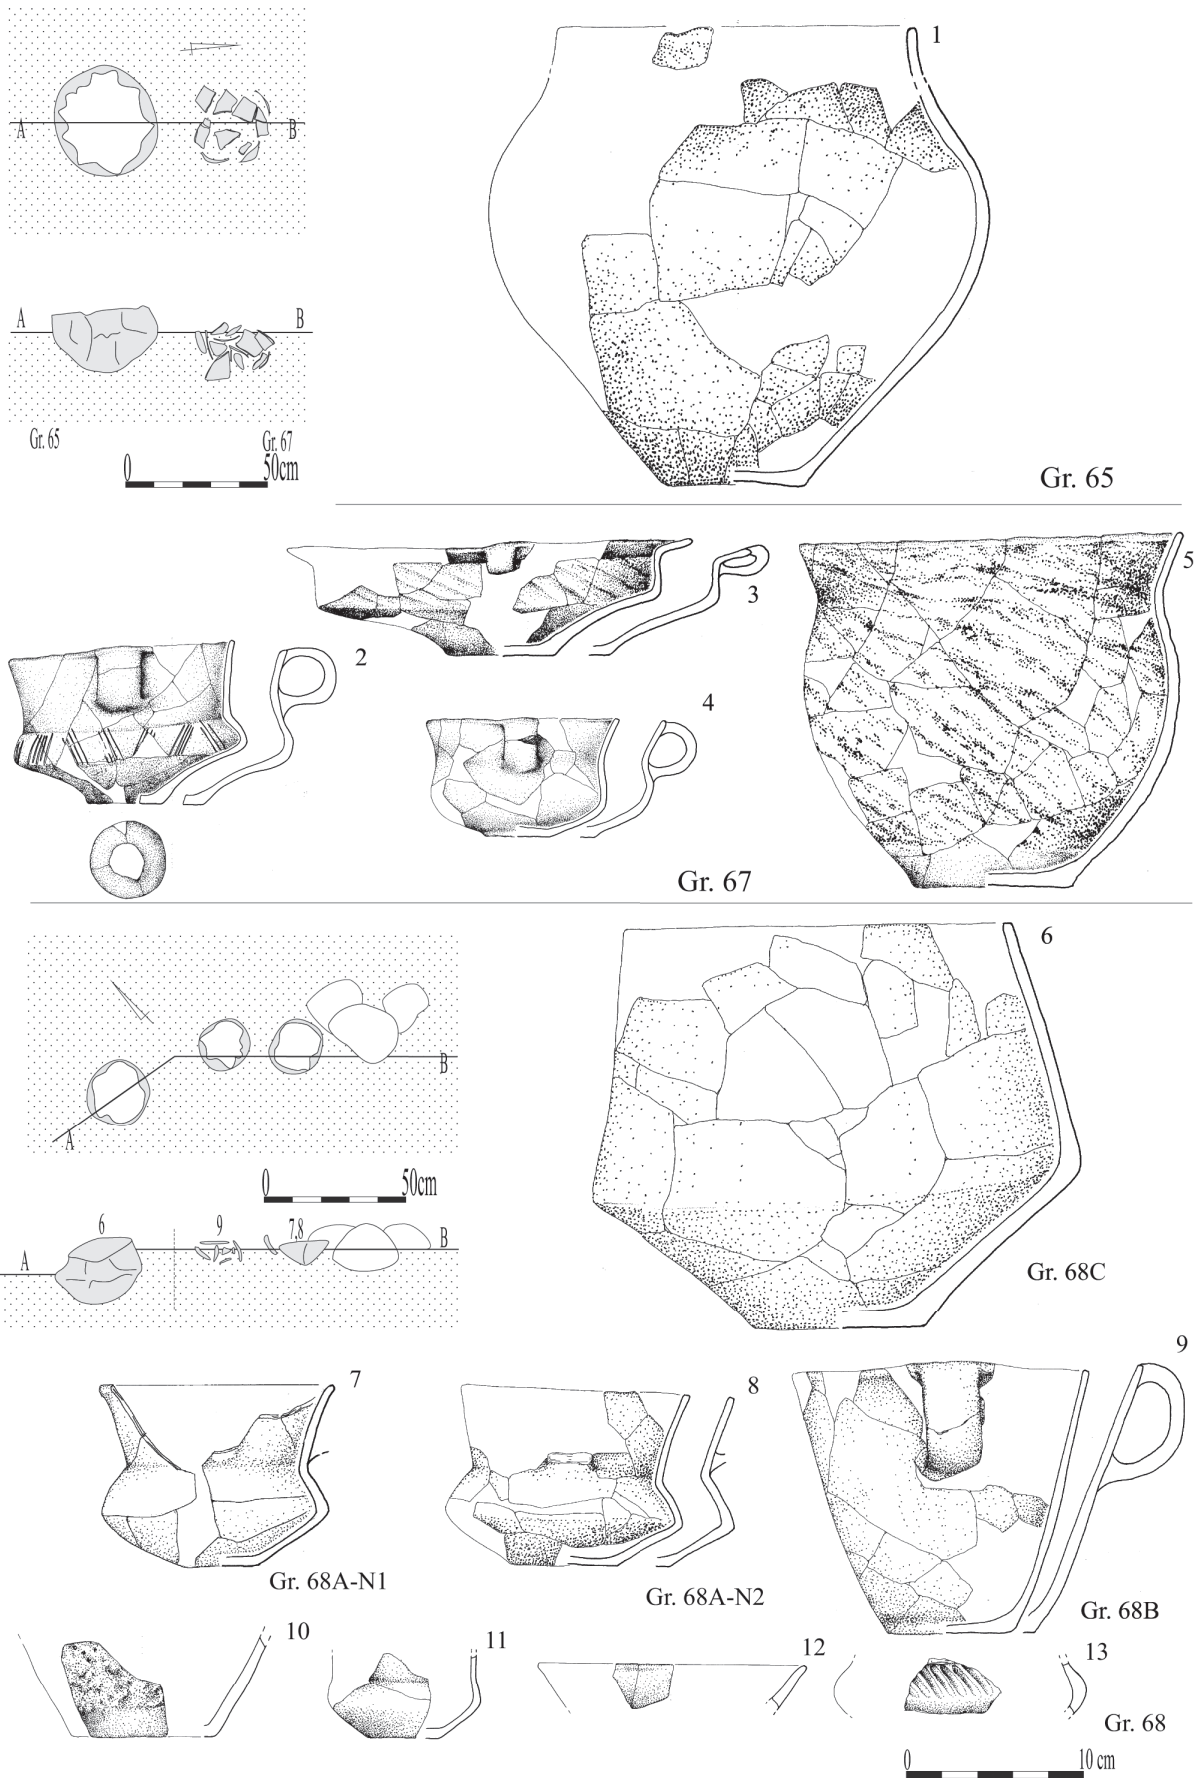 A B
A B
Gr. 65 Gr. 67
0 50cm
1
Gr. 65
2
3
4
5
Gr. 67
A B
0 50cm
6 9 7,8
A B
6
Gr. 68C
7
Gr. 68A-N1
8
Gr. 68A-N2
9
Gr. 68B
10
11
12
13
Gr. 68
0 10 cm